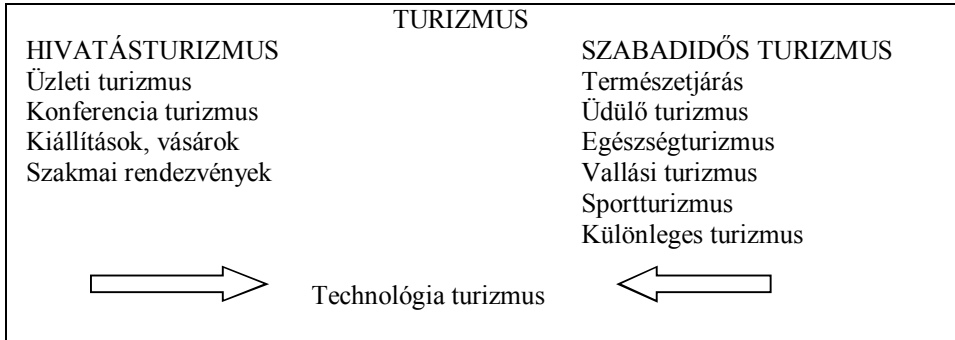 TURIZMUS
HIVATÁSTURIZMUS
Üzleti turizmus
Konferencia turizmus
Kiállítások, vásárok
Szakmai rendezvények
SZABADIDŐS TURIZMUS
Természetjárás
Üdülő turizmus
Egészségturizmus
Vallási turizmus
Sportturizmus
Különleges turizmus
Technológia turizmus